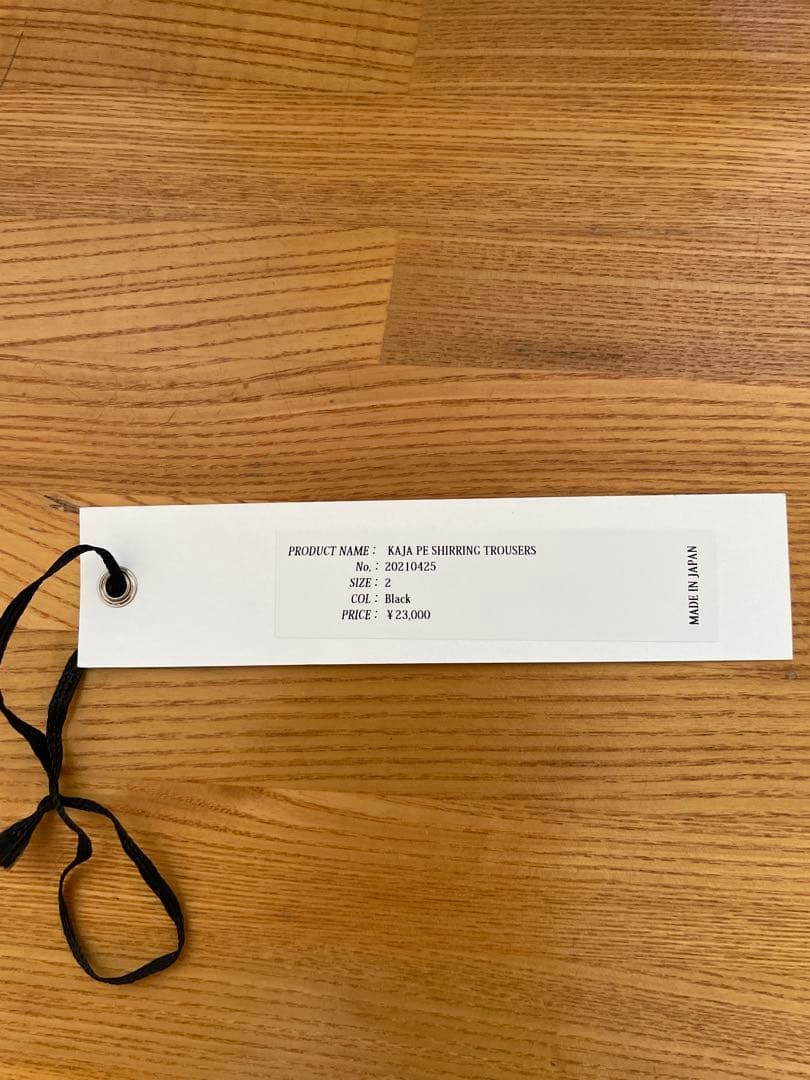 PRODUCT NAME : KAJA PE SHIRRING TROUSERS
No, : 20210425
SIZE : 2
COL : Black
PRICE : ¥23,000
MADE IN JAPAN